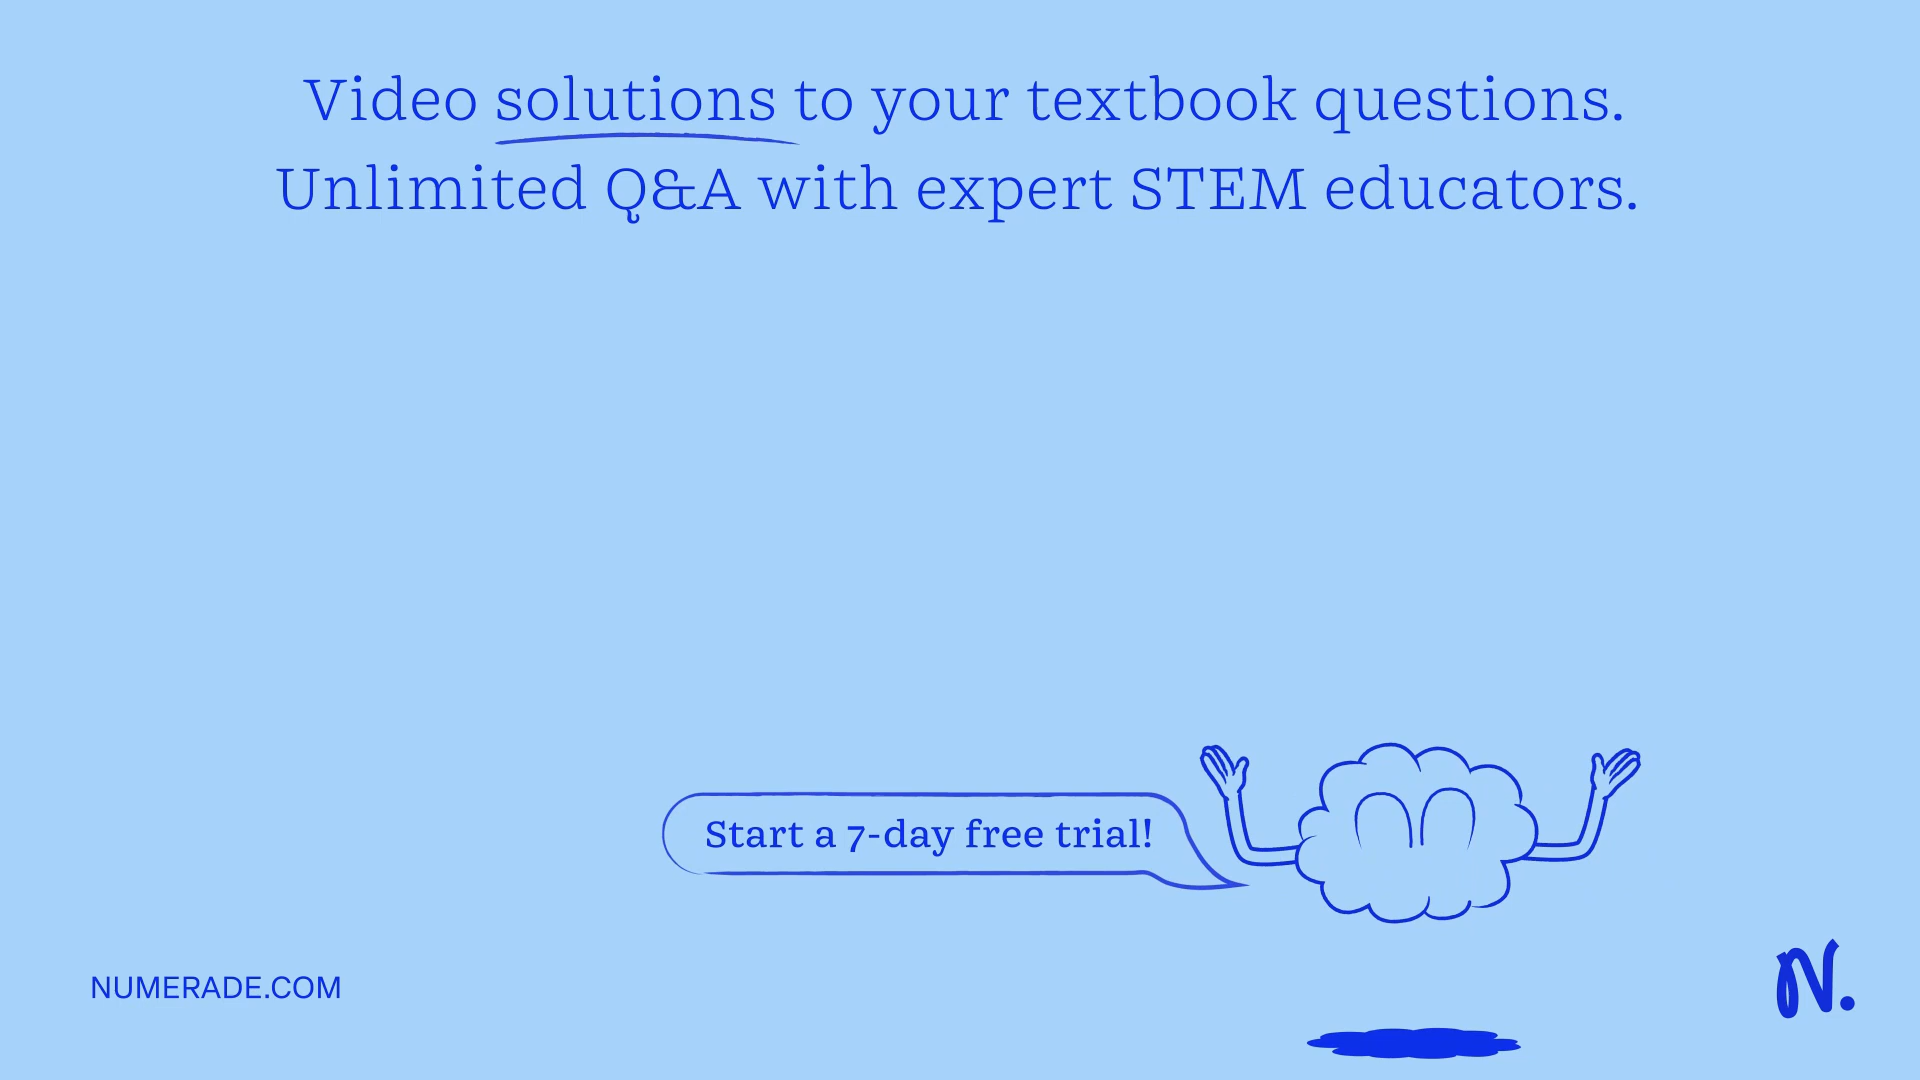 Video solutions to your textbook questions.
Unlimited Q&A with expert STEM educators.
Start a 7-day free trial!
NUMERADE.COM
N.